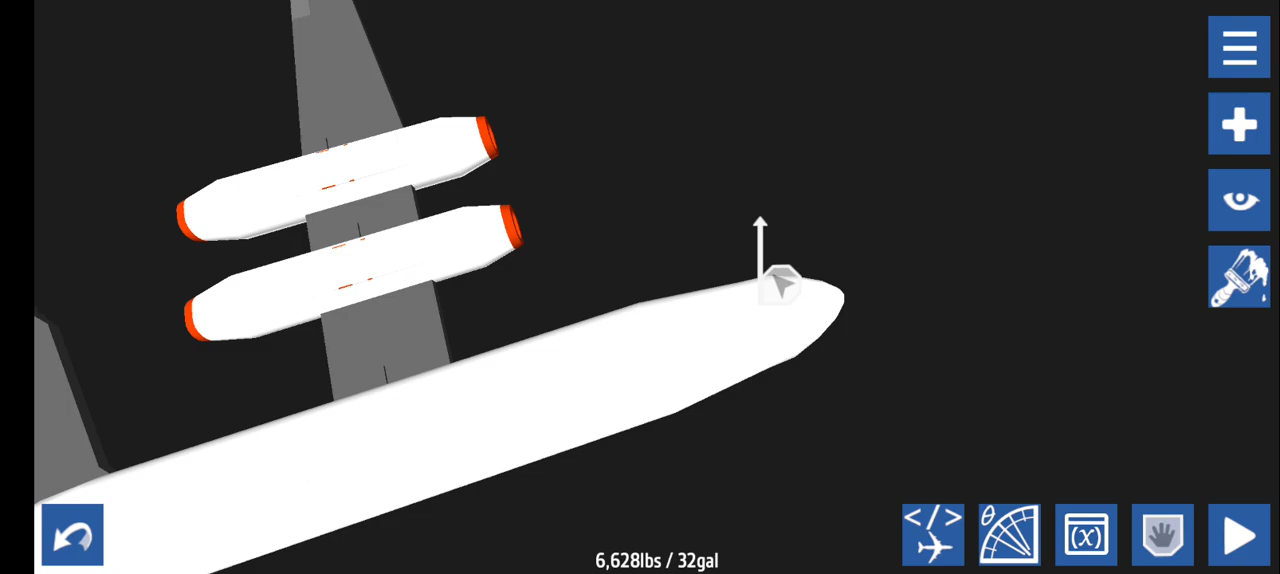 </>
θ
(x)
6,628lbs / 32gal